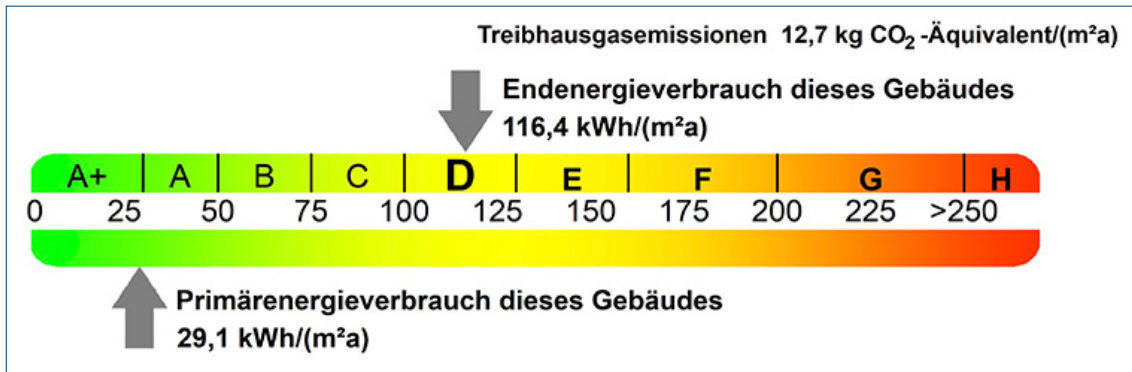 Treibhausgasemissionen 12,7 kg CO₂ -Äquivalent/(m²a)
Endenergieverbrauch dieses Gebäudes
116,4 kWh/(m²a)
A+ A B C D E F G H
0 25 50 75 100 125 150 175 200 225 >250
Primärenergieverbrauch dieses Gebäudes
29,1 kWh/(m²a)